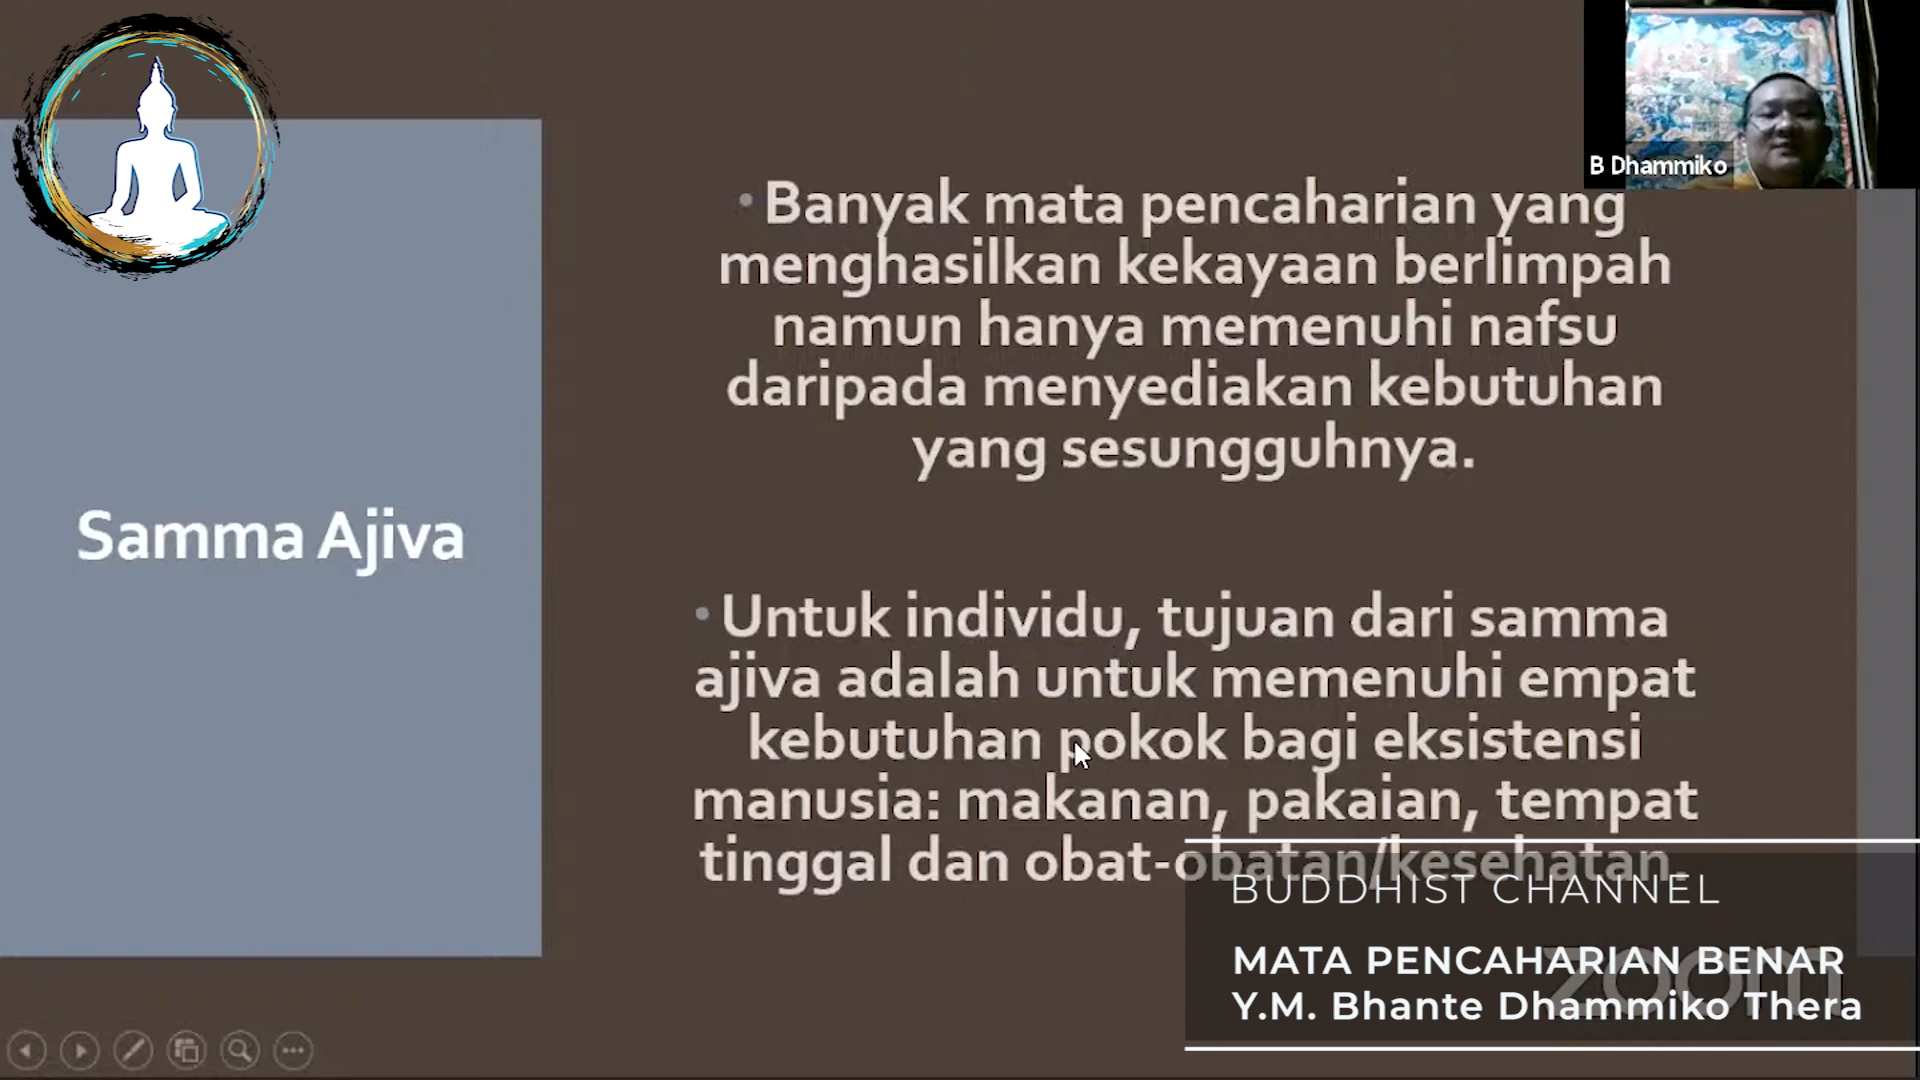 B Dhammiko
Samma Ajiva
• Banyak mata pencaharian yang
menghasilkan kekayaan berlimpah
namun hanya memenuhi nafsu
daripada menyediakan kebutuhan
yang sesungguhnya.
• Untuk individu, tujuan dari samma
ajiva adalah untuk memenuhi empat
kebutuhan pokok bagi eksistensi
manusia: makanan, pakaian, tempat
tinggal dan obat-obatan/kesehatan.
BUDDHIST CHANNEL
MATA PENCAHARIAN BENAR
Y.M. Bhante Dhammiko Thera
zoom